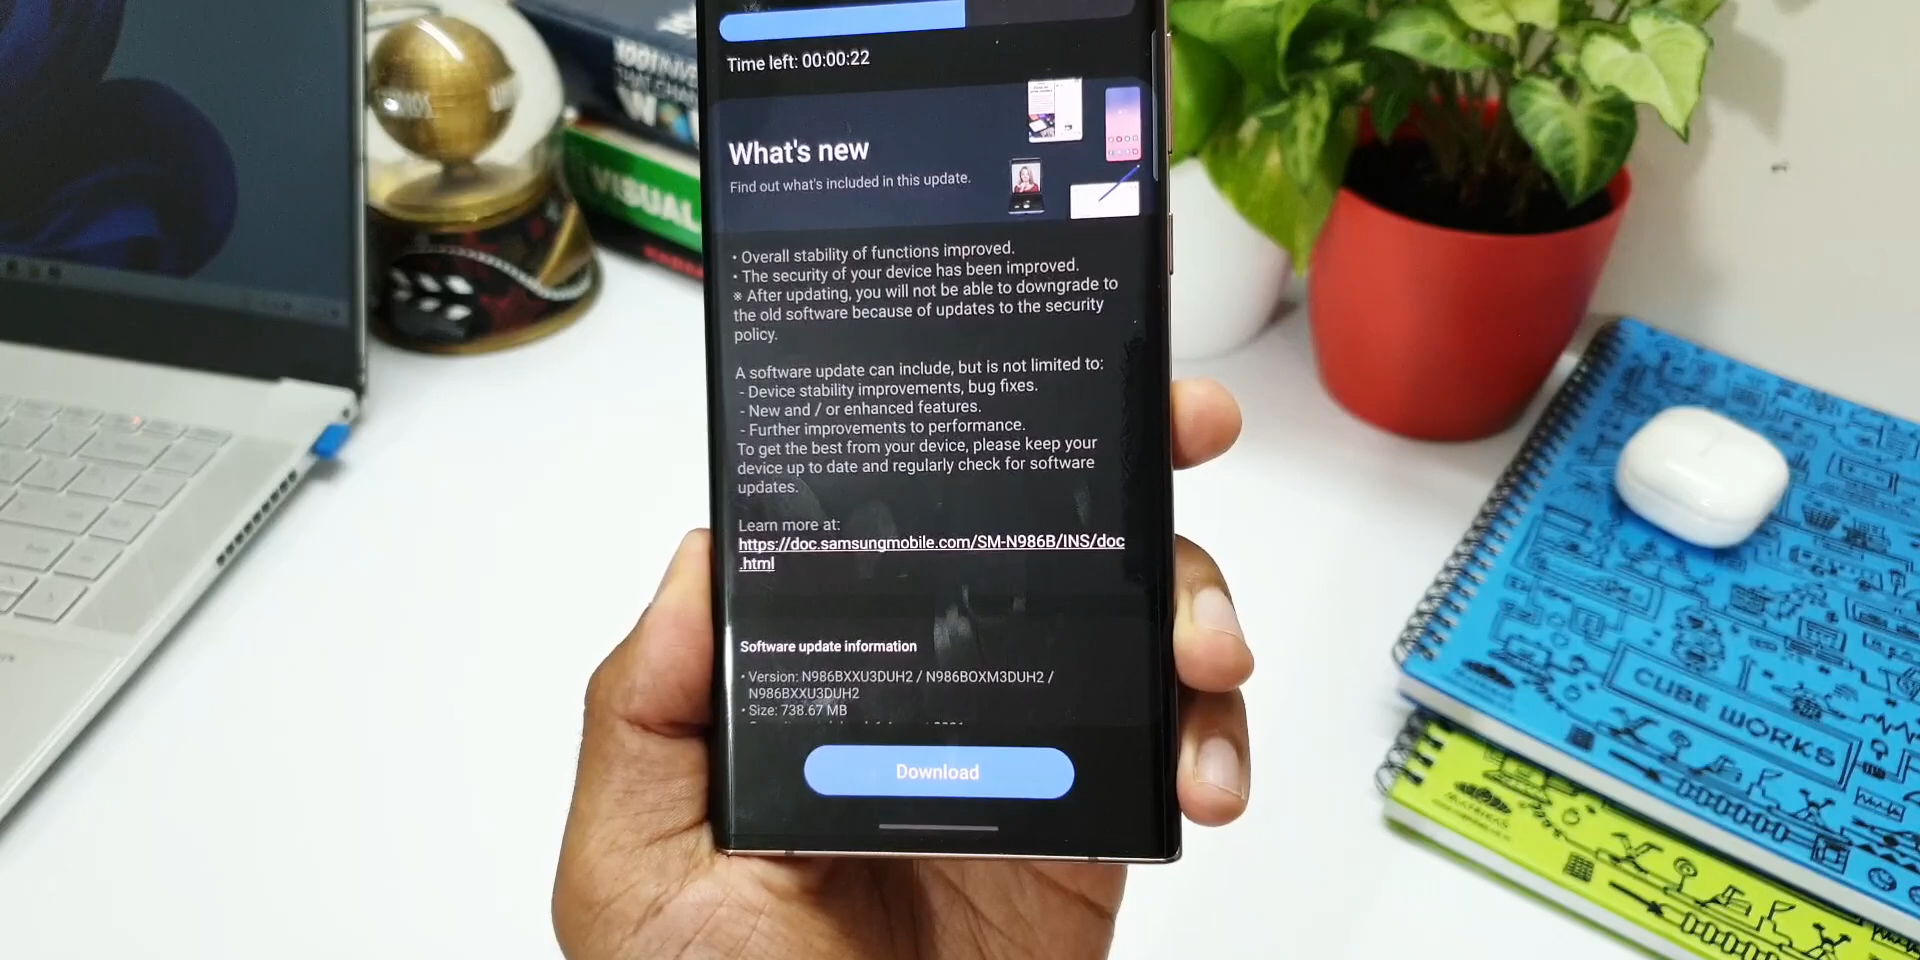 Time left: 00:00:22
What's new
Find out what's included in this update.
• Overall stability of functions improved.
• The security of your device has been improved.
※ After updating, you will not be able to downgrade to
the old software because of updates to the security
policy.
A software update can include, but is not limited to:
- Device stability improvements, bug fixes.
- New and / or enhanced features.
- Further improvements to performance.
To get the best from your device, please keep your
device up to date and regularly check for software
updates.
Learn more at:
https://doc.samsungmobile.com/SM-N986B/INS/doc
.html
Software update information
• Version: N986BXXU3DUH2 / N986BOXM3DUH2 /
N986BXXU3DUH2
• Size: 738.67 MB
Download
VISUAL
CUBE WORKS